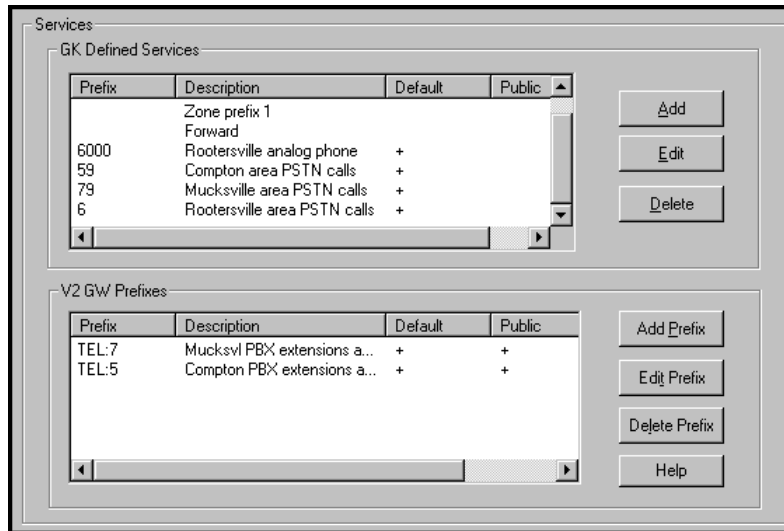 Services
GK Defined Services
Prefix Description Default Public
Zone prefix 1
Forward
6000 Rootersville analog phone +
59 Compton area PSTN calls +
79 Mucksville area PSTN calls +
6 Rootersville area PSTN calls +
Add
Edit
Delete
V2 GW Prefixes
Prefix Description Default Public
TEL:7 Mucksvl PBX extensions a... + +
TEL:5 Compton PBX extensions a... + +
Add Prefix
Edit Prefix
Delete Prefix
Help